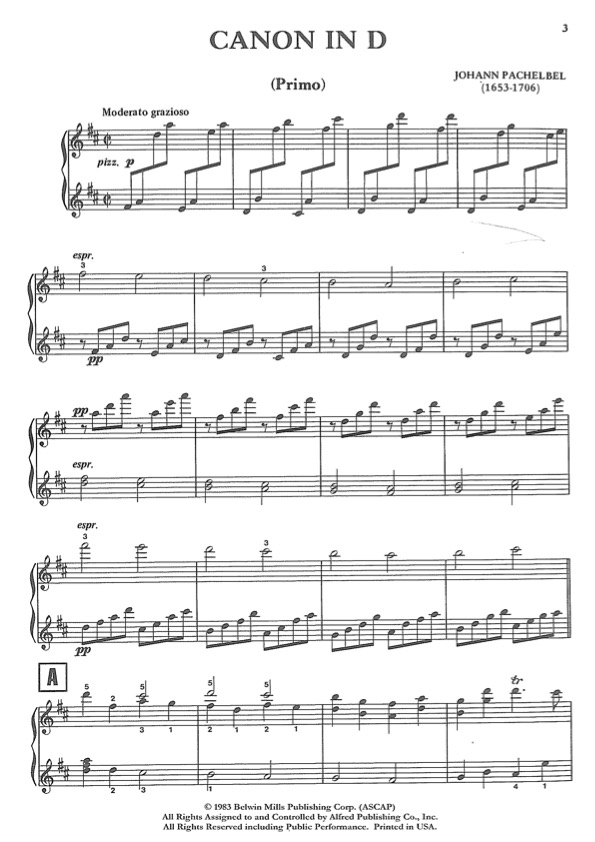 3
CANON IN D
(Primo)
JOHANN PACHELBEL
(1653-1706)
Moderato grazioso
pizz. p
espr.
3 3
pp
pp
espr.
espr.
3 3
pp
A
5 2 5 5 5
3 1 2 1 2 1
tr
2 3 4 1
© 1983 Belwin Mills Publishing Corp. (ASCAP)
All Rights Assigned to and Controlled by Alfred Publishing Co., Inc.
All Rights Reserved including Public Performance. Printed in USA.